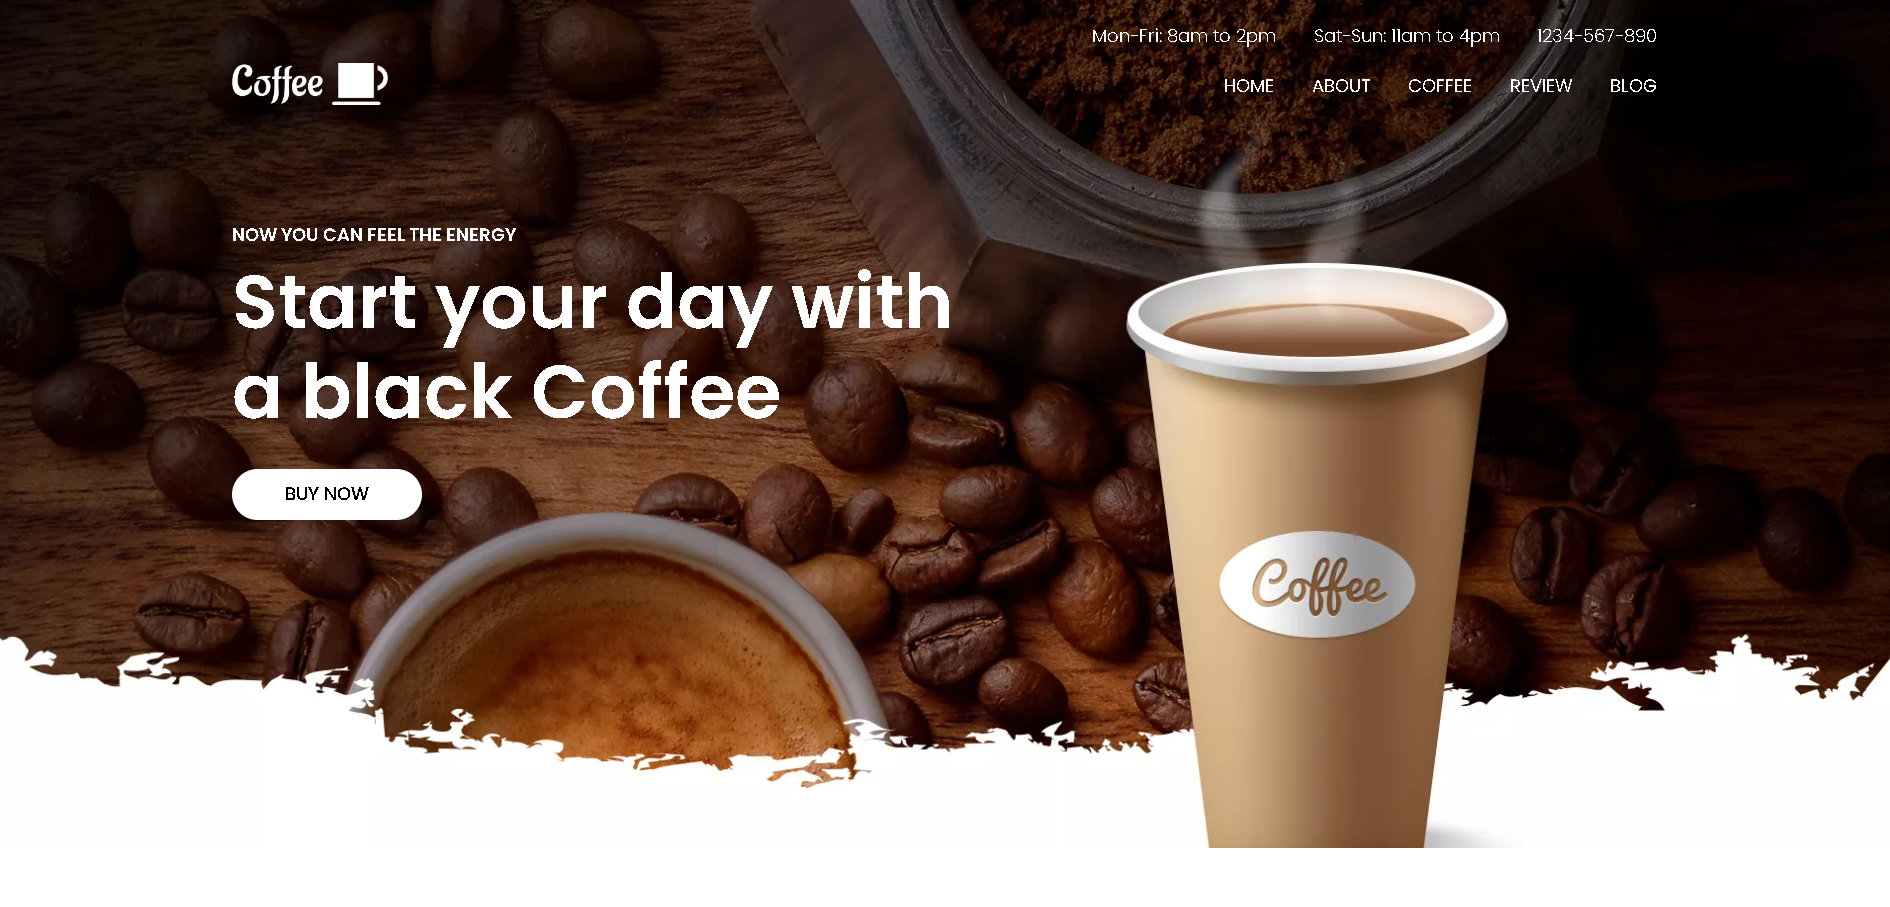 Mon-Fri: 8am to 2pm Sat-Sun: 11am to 4pm 1234-567-890
Coffee
HOME ABOUT COFFEE REVIEW BLOG
NOW YOU CAN FEEL THE ENERGY
Start your day with
a black Coffee
BUY NOW
Coffee